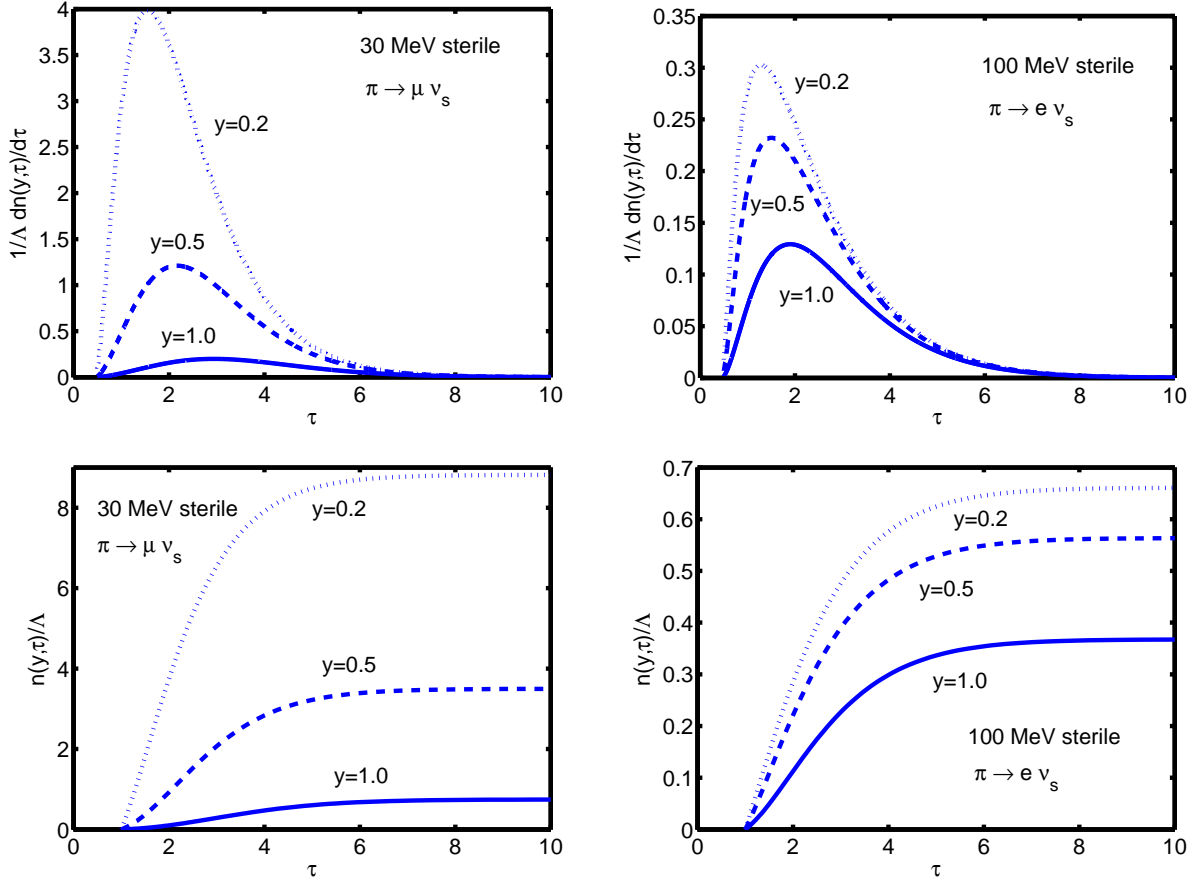 4
3.5
3
2.5
2
1.5
1
0.5
0
0 2 4 6 8 10
1/Λ dn(y,τ)/dτ
τ
30 MeV sterile
π → μ ν_s
y=0.2
y=0.5
y=1.0
0.35
0.3
0.25
0.2
0.15
0.1
0.05
0
0 2 4 6 8 10
1/Λ dn(y,τ)/dτ
τ
100 MeV sterile
π → e ν_s
y=0.2
y=0.5
y=1.0
8
6
4
2
0
0 2 4 6 8 10
n(y,τ)/Λ
τ
30 MeV sterile
π → μ ν_s
y=0.2
y=0.5
y=1.0
0.7
0.6
0.5
0.4
0.3
0.2
0.1
0
0 2 4 6 8 10
n(y,τ)/Λ
τ
y=0.2
y=0.5
y=1.0
100 MeV sterile
π → e ν_s